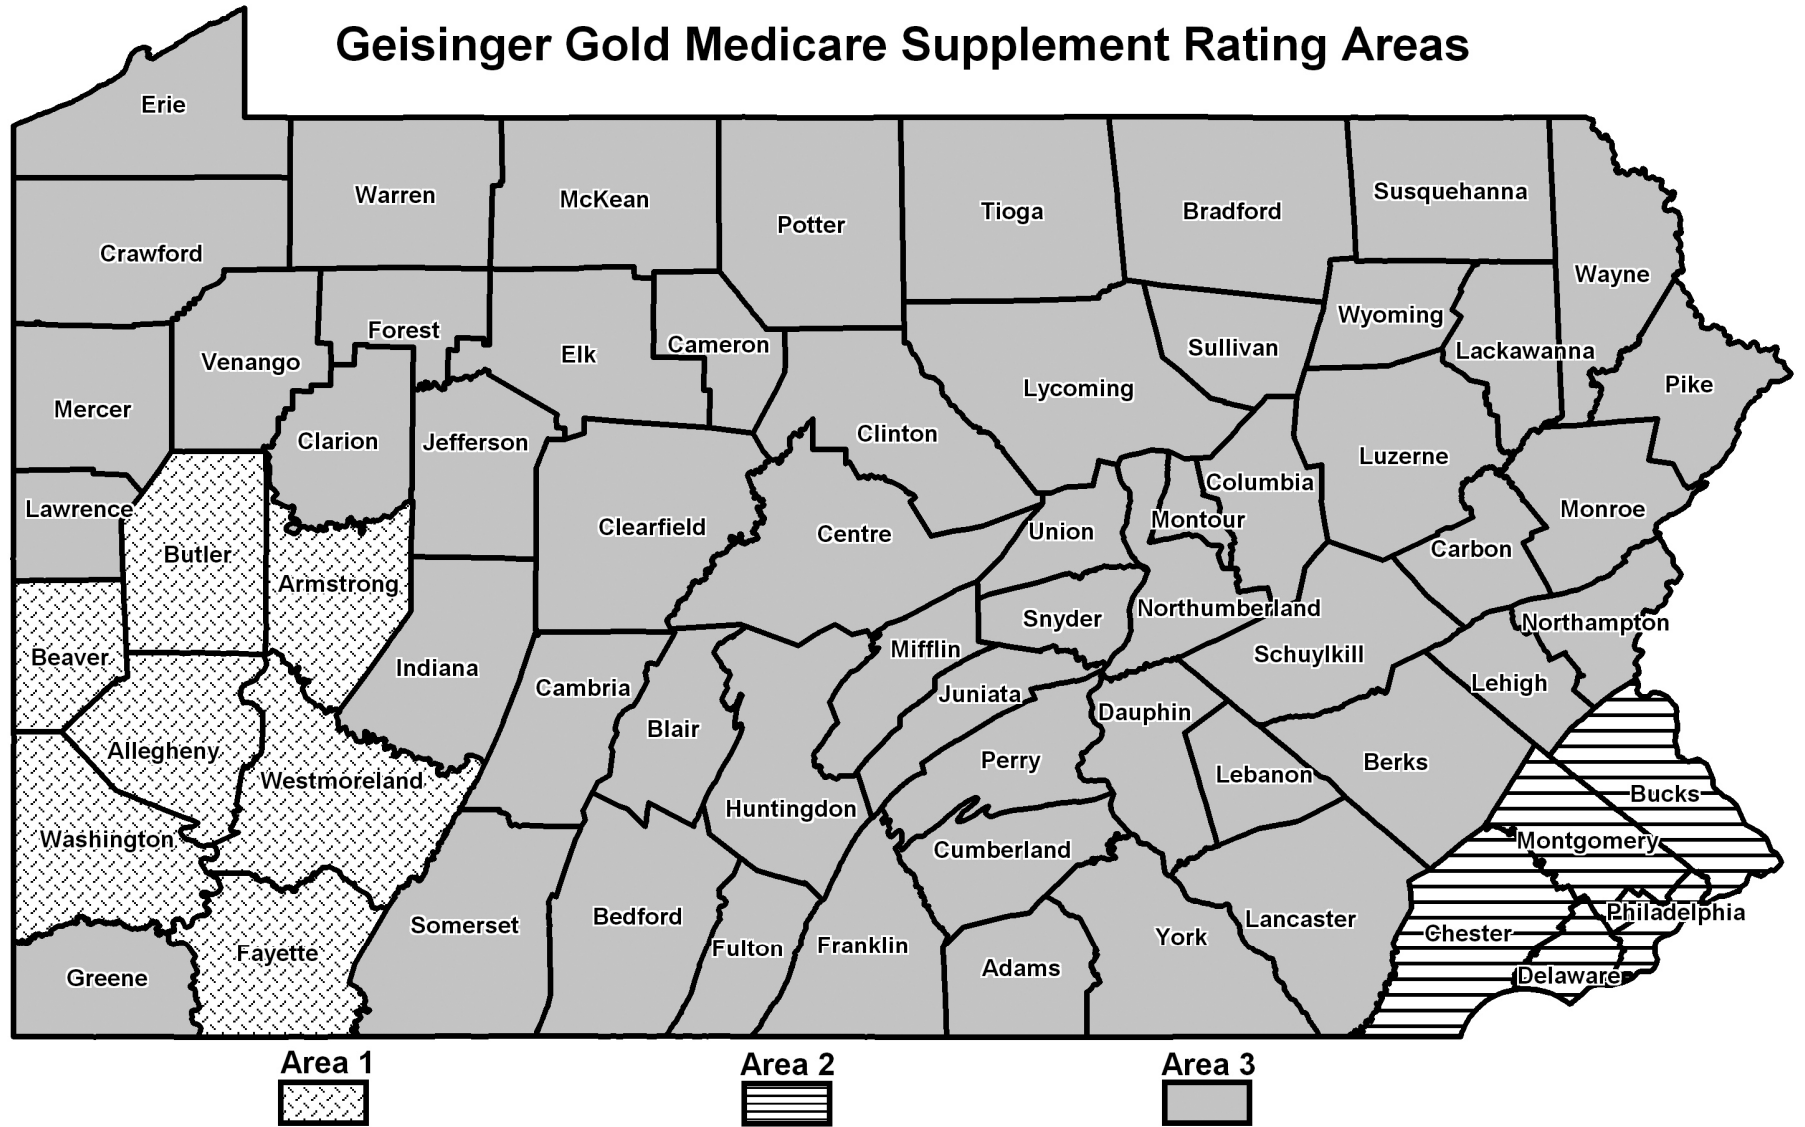 Geisinger Gold Medicare Supplement Rating Areas
Erie
Warren
McKean
Potter
Tioga
Bradford
Susquehanna
Wayne
Crawford
Wyoming
Forest
Venango
Elk
Cameron
Sullivan
Lackawanna
Pike
Lycoming
Mercer
Clarion
Jefferson
Clinton
Luzerne
Columbia
Lawrence
Butler
Clearfield
Centre
Union
Montour
Monroe
Carbon
Armstrong
Snyder
Northumberland
Northampton
Beaver
Indiana
Mifflin
Schuylkill
Cambria
Juniata
Lehigh
Dauphin
Blair
Allegheny
Westmoreland
Perry
Lebanon
Berks
Bucks
Huntingdon
Washington
Cumberland
Montgomery
Somerset
Bedford
Lancaster
Philadelphia
Fayette
Fulton
Franklin
York
Chester
Greene
Adams
Delaware
Area 1
Area 2
Area 3